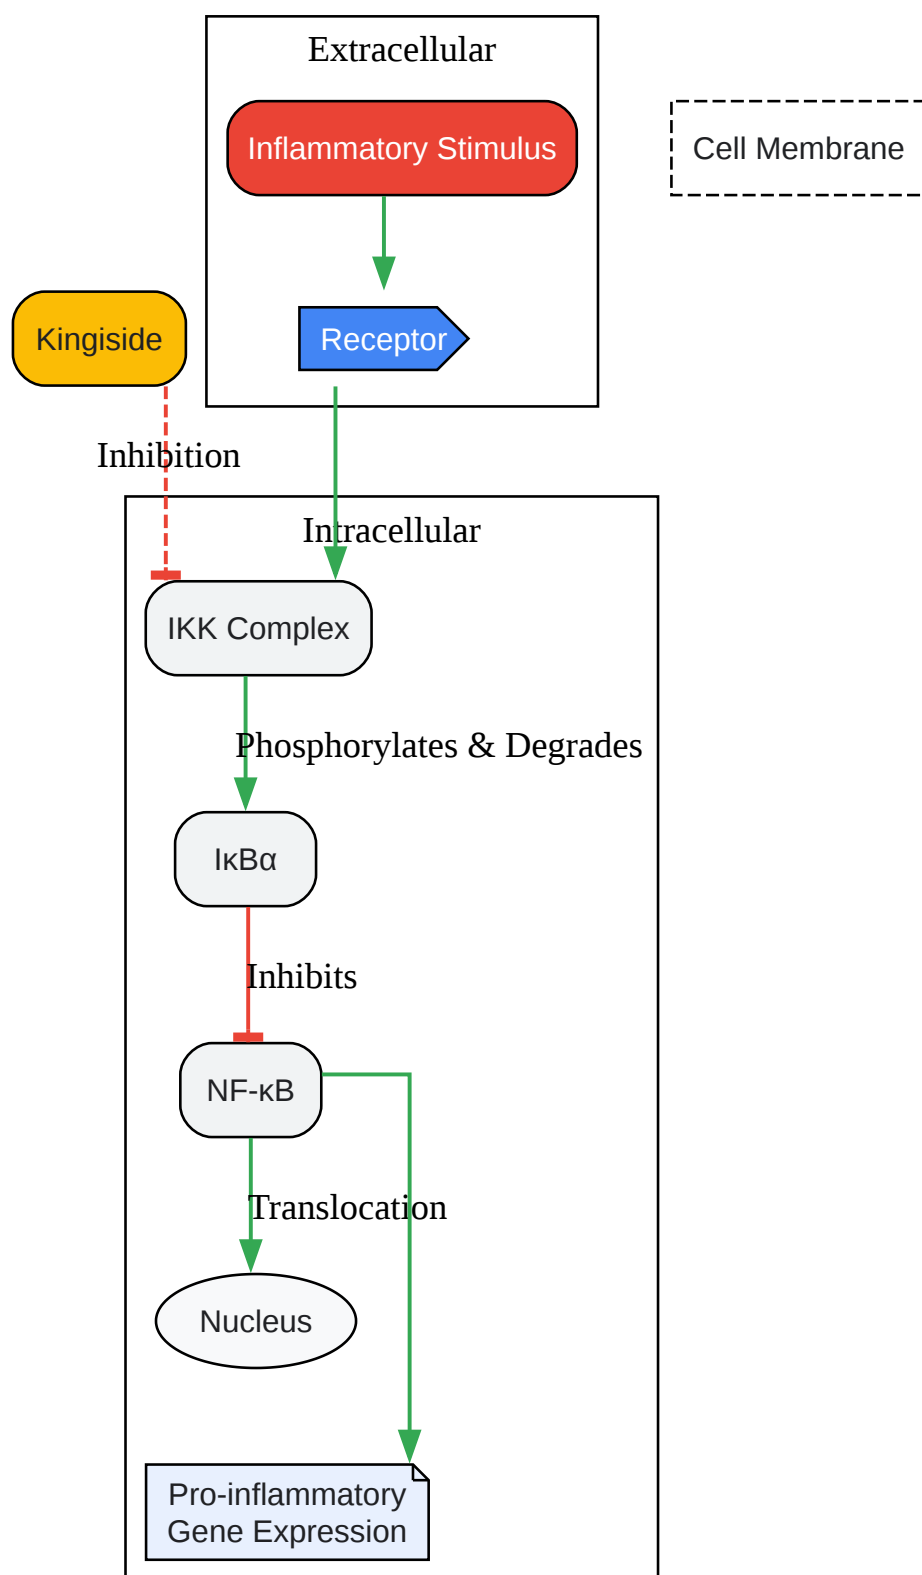 Extracellular
Inflammatory Stimulus
Cell Membrane
Kingiside
Receptor
Inhibition
Intracellular
IKK Complex
Phosphorylates & Degrades
IκBα
Inhibits
NF-κB
Translocation
Nucleus
Pro-inflammatory
Gene Expression